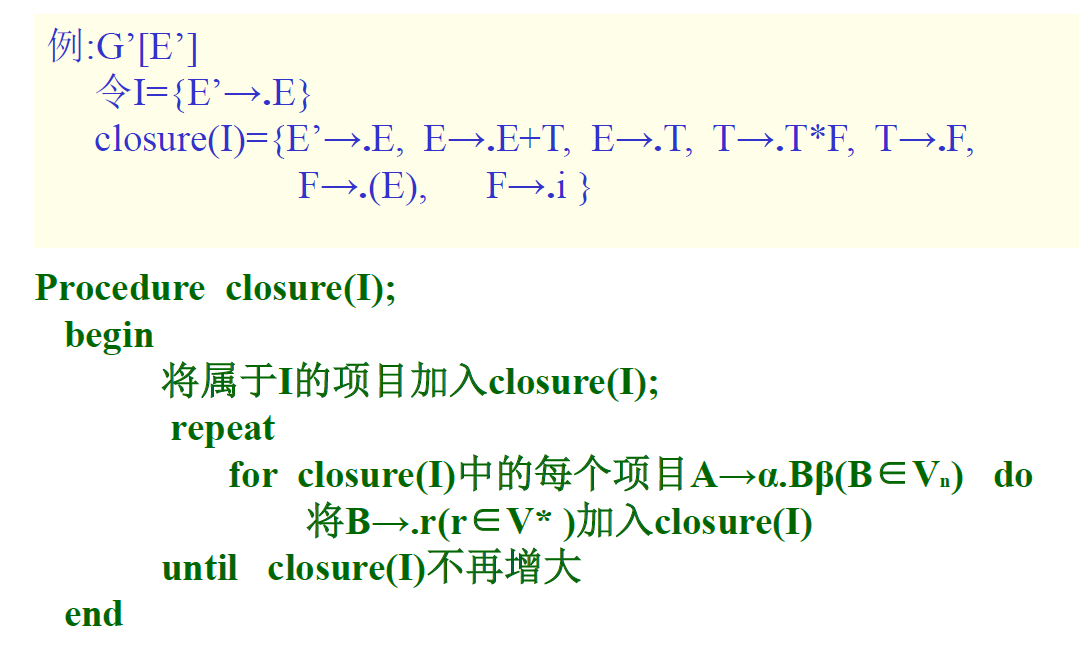 例:G’[E’]
令I={E’→.E}
closure(I)={E’→.E, E→.E+T, E→.T, T→.T*F, T→.F,
F→.(E), F→.i }
Procedure closure(I);
begin
将属于I的项目加入closure(I);
repeat
for closure(I)中的每个项目A→α.Bβ(B∈Vₙ) do
将B→.r(r∈V* )加入closure(I)
until closure(I)不再增大
end